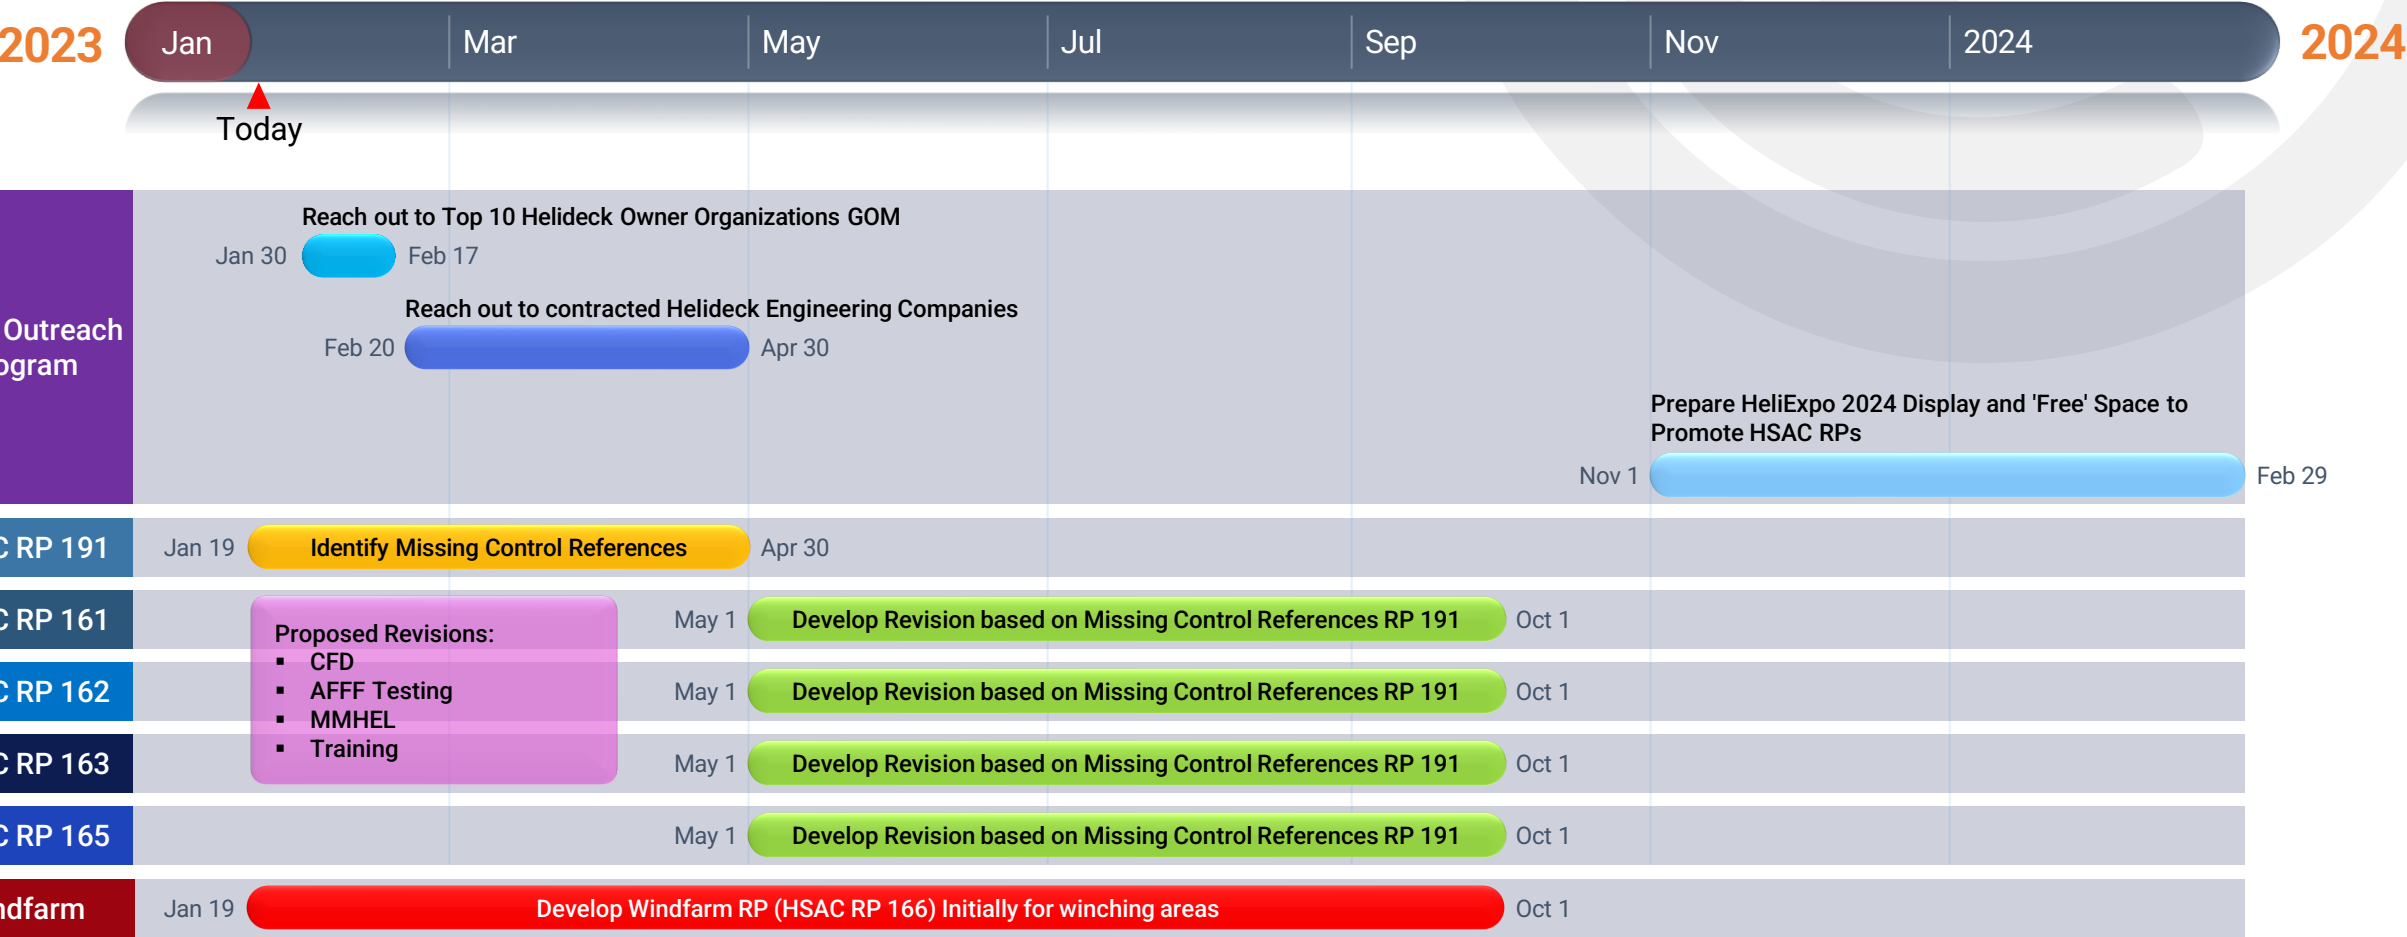 2023
Jan
Mar
May
Jul
Sep
Nov
2024
2024
Today
Outreach
ogram
Reach out to Top 10 Helideck Owner Organizations GOM
Jan 30
Feb 17
Reach out to contracted Helideck Engineering Companies
Feb 20
Apr 30
Prepare HeliExpo 2024 Display and 'Free' Space to
Promote HSAC RPs
Nov 1
Feb 29
C RP 191
Jan 19
Identify Missing Control References
Apr 30
C RP 161
May 1
Develop Revision based on Missing Control References RP 191
Oct 1
Proposed Revisions:
▪ CFD
▪ AFFF Testing
▪ MMHEL
▪ Training
C RP 162
May 1
Develop Revision based on Missing Control References RP 191
Oct 1
C RP 163
May 1
Develop Revision based on Missing Control References RP 191
Oct 1
C RP 165
May 1
Develop Revision based on Missing Control References RP 191
Oct 1
ndfarm
Jan 19
Develop Windfarm RP (HSAC RP 166) Initially for winching areas
Oct 1